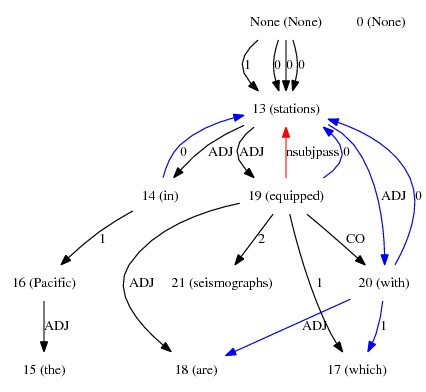 None (None) 0 (None)
1 0 0 0
13 (stations)
0 ADJ ADJ nsubjpass 0 ADJ 0
14 (in) 19 (equipped)
1 2 CO
16 (Pacific) 21 (seismographs) 20 (with)
ADJ 1
ADJ ADJ 1
15 (the) 18 (are) 17 (which)